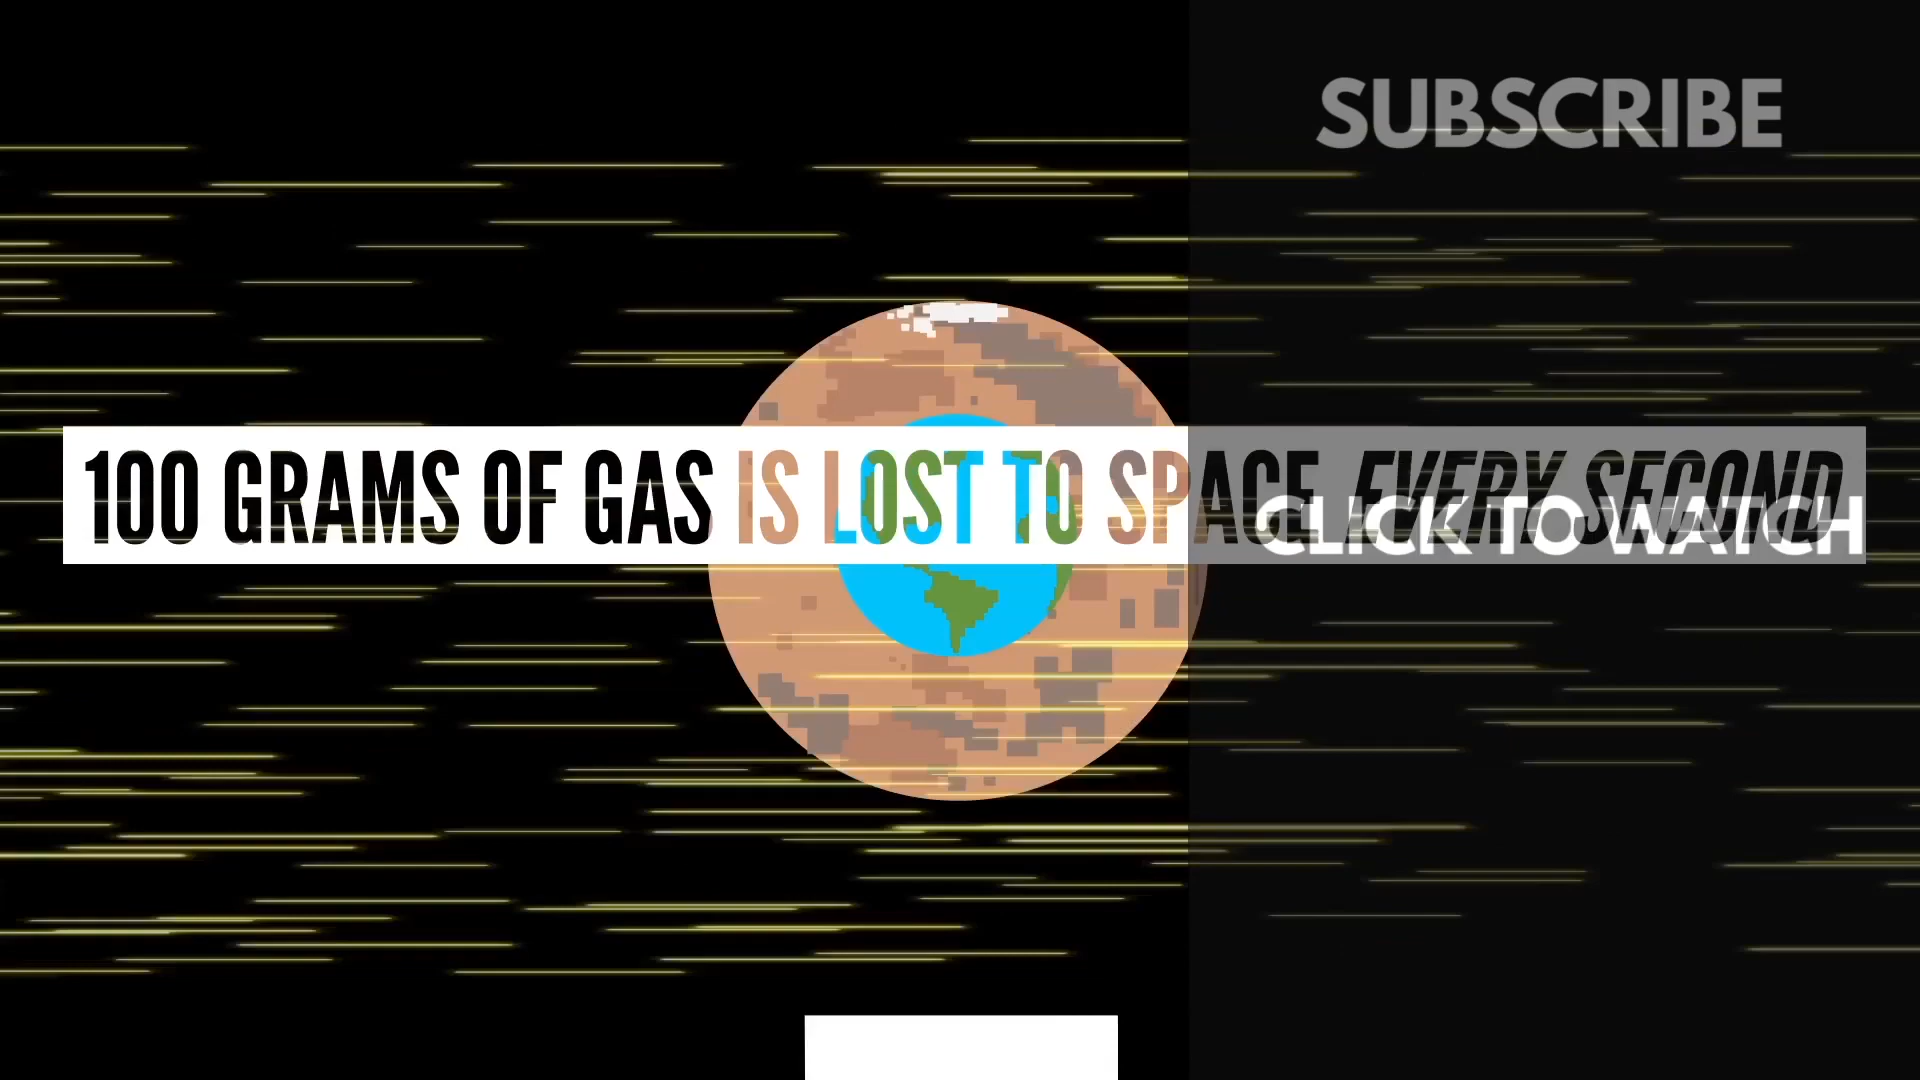 SUBSCRIBE
100 GRAMS OF GAS IS LOST TO SPACE EVERY SECOND
CLICK TO WATCH